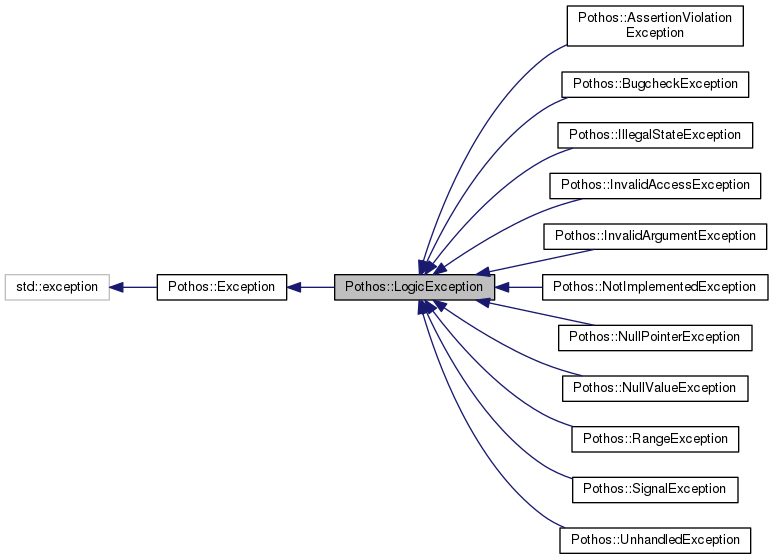 Pothos::AssertionViolation
Exception
Pothos::BugcheckException
Pothos::IllegalStateException
Pothos::InvalidAccessException
Pothos::InvalidArgumentException
std::exception
Pothos::Exception
Pothos::LogicException
Pothos::NotImplementedException
Pothos::NullPointerException
Pothos::NullValueException
Pothos::RangeException
Pothos::SignalException
Pothos::UnhandledException